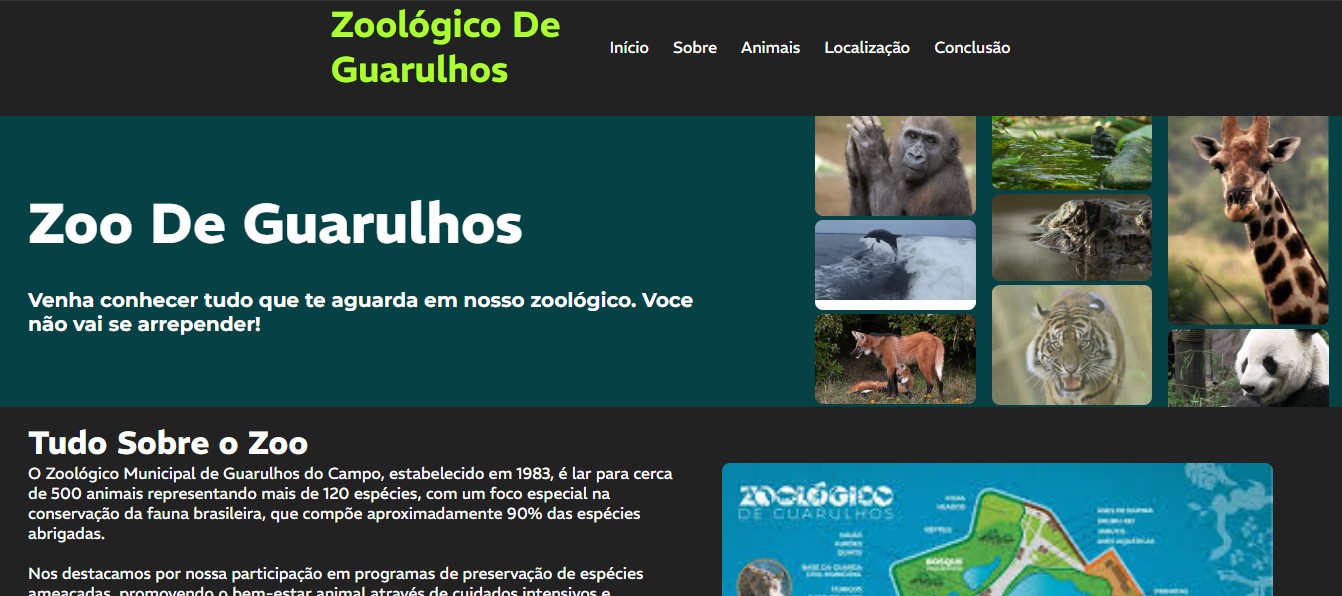 Zoológico De
Guarulhos
Início Sobre Animais Localização Conclusão
Zoo De Guarulhos
Venha conhecer tudo que te aguarda em nosso zoológico. Voce
não vai se arrepender!
Tudo Sobre o Zoo
O Zoológico Municipal de Guarulhos do Campo, estabelecido em 1983, é lar para cerca
de 500 animais representando mais de 120 espécies, com um foco especial na
conservação da fauna brasileira, que compõe aproximadamente 90% das espécies
abrigadas.
Nos destacamos por nossa participação em programas de preservação de espécies
ameaçadas, promovendo o bem-estar animal através de cuidados intensivos e
ZOOLÓGICO
DE GUARULHOS
RÉPTEIS
BOSQUE